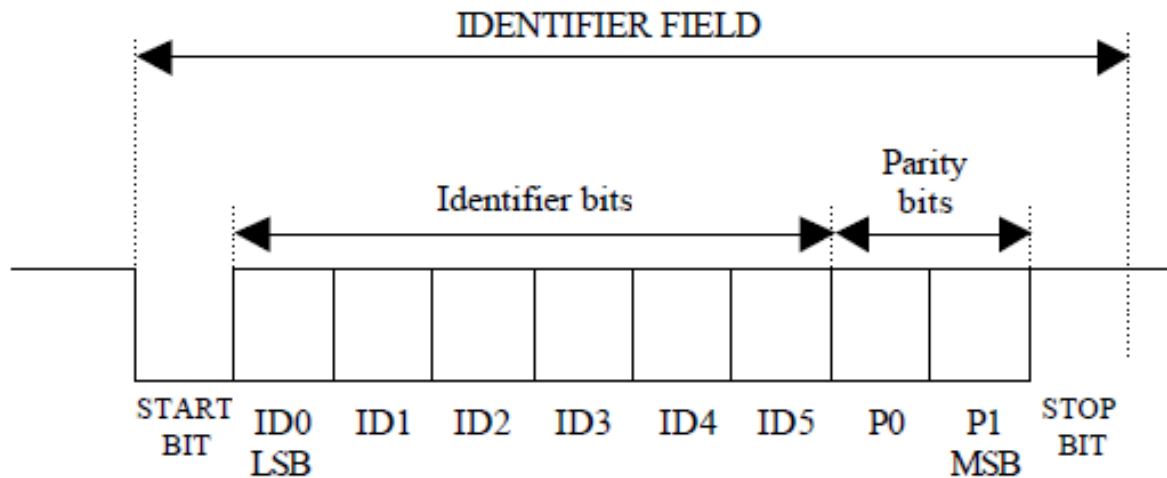 IDENTIFIER FIELD
Identifier bits
Parity
bits
START
BIT
ID0
LSB
ID1
ID2
ID3
ID4
ID5
P0
P1
MSB
STOP
BIT